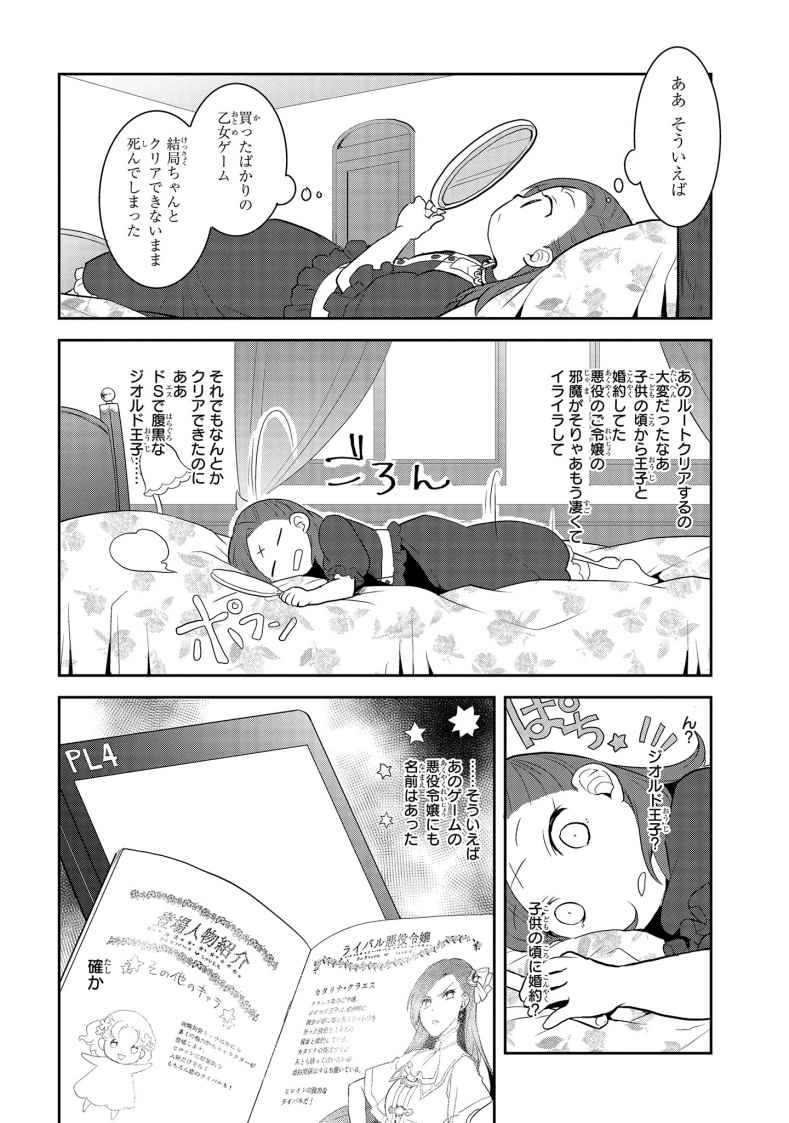 ああ そういえば
買ったばかりの
乙女ゲーム
結局ちゃんと
クリアできないまま
死んでしまった
あのルートクリアするの
大変だったなあ
子供の頃から王子と
婚約してた
悪役のご令嬢の
邪魔がそりゃあもう凄くて
イライラして
ごろん
ポフン
それでもなんとか
クリアできたのに
ああ
ドSで腹黒な
ジオルド王子……
ぱちっ
ん?
ジオルド王子?
子供の頃に婚約?
……そういえば
あのゲームの
悪役令嬢にも
名前はあった
PL4
ライバル悪役令嬢
カタリナ・クラエス
ヒロインの強力な
ライバルだ!
登場人物紹介
その他のキャラ
確か